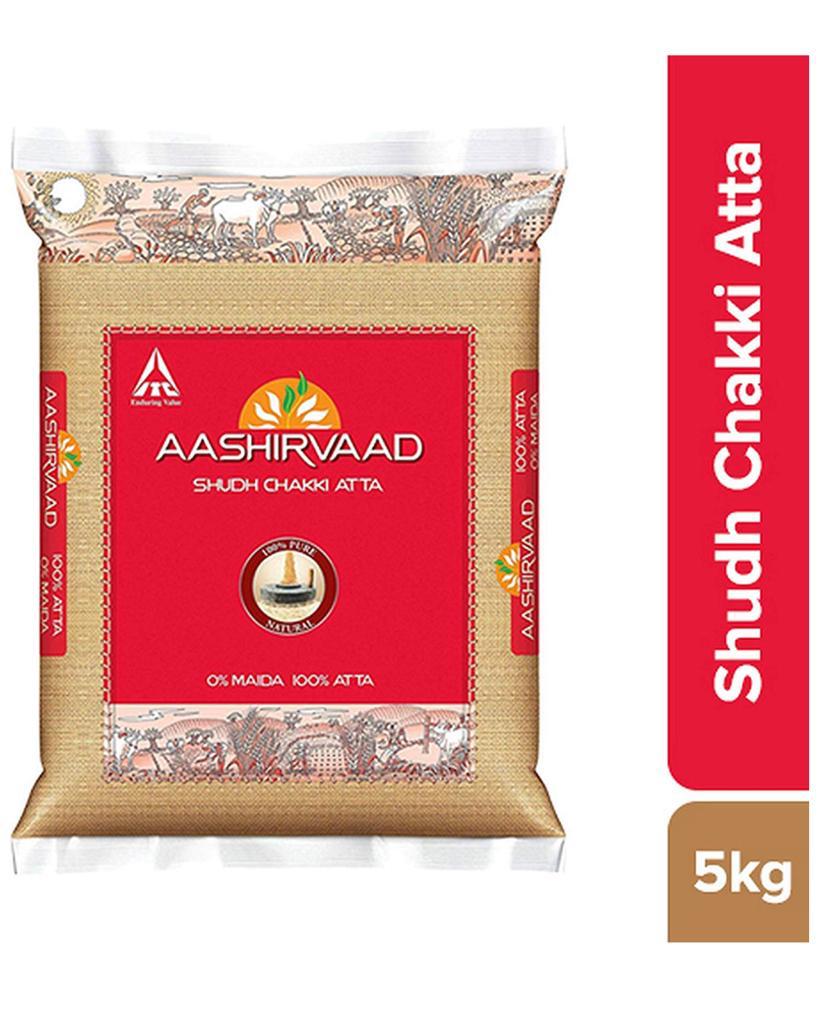 ITC
Enduring Value
AASHIRVAAD
SHUDH CHAKKI ATTA
100% PURE
NATURAL
0% MAIDA 100% ATTA
AASHIRVAAD
100% ATTA
0% MAIDA
AASHIRVAAD
100% ATTA
0% MAIDA
Shudh Chakki Atta
5kg